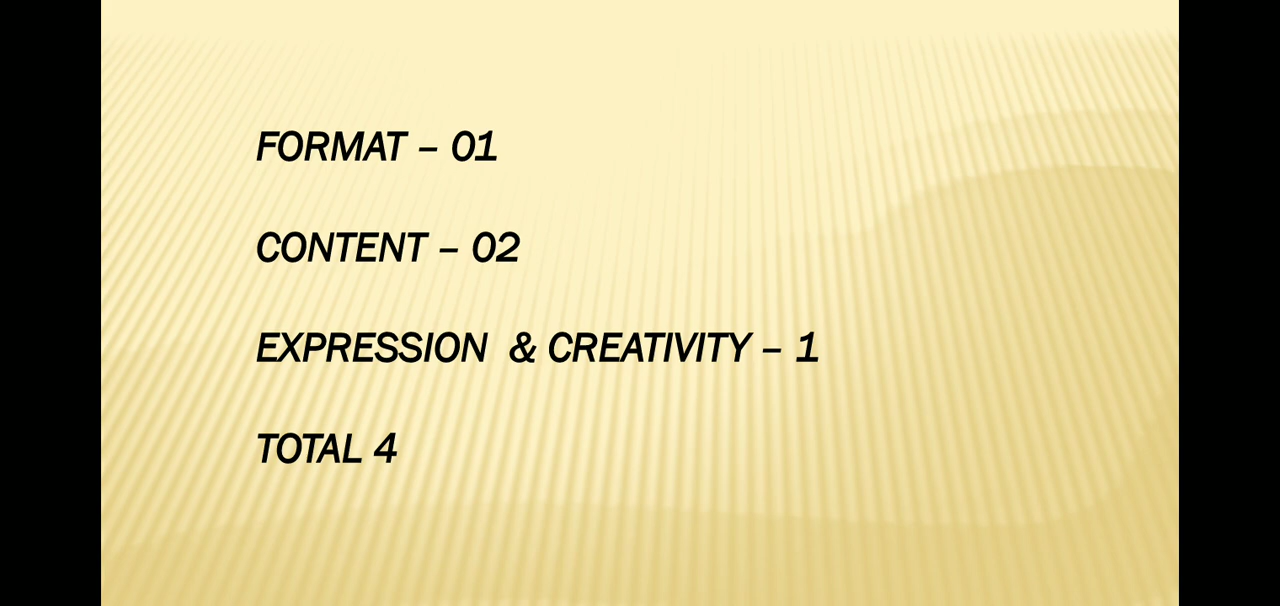 FORMAT – 01
CONTENT – 02
EXPRESSION & CREATIVITY – 1
TOTAL 4